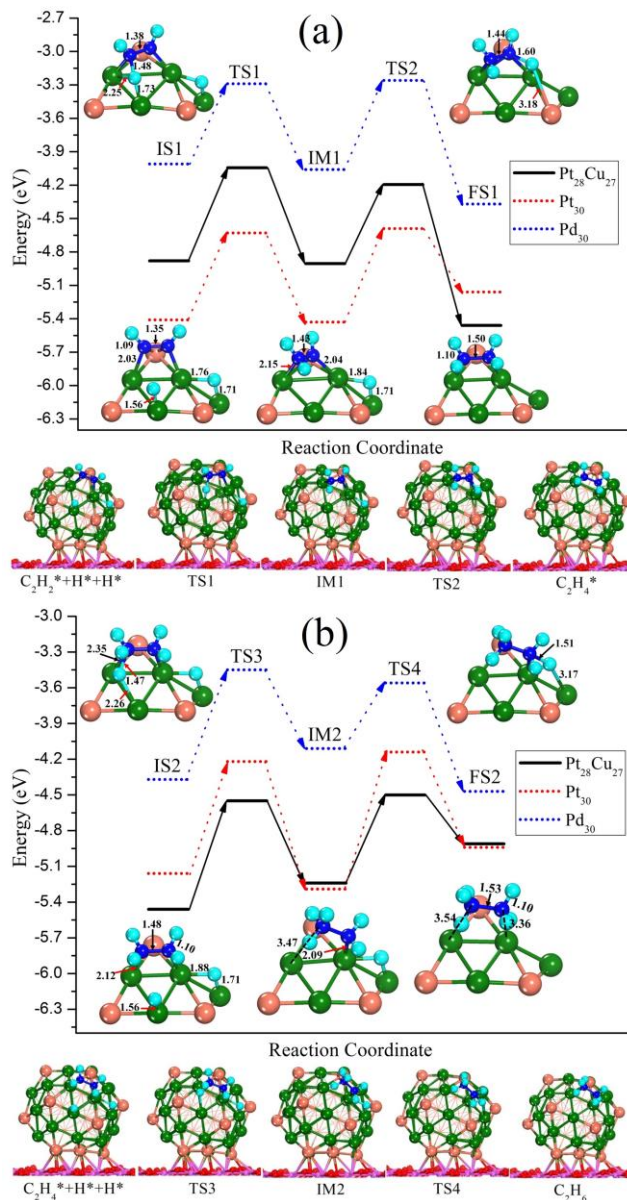 (a)
-2.7
-3.0
-3.3
-3.6
-3.9
-4.2
-4.5
-4.8
-5.1
-5.4
-5.7
-6.0
-6.3
Energy (eV)
1.38
1.48
2.25
1.73
TS1
TS2
1.44
1.60
3.18
IS1
IM1
FS1
Pt28Cu27
Pt30
Pd30
1.35
1.09
2.03
1.76
1.56
1.71
1.43
2.15
2.04
1.84
1.71
1.50
1.10
Reaction Coordinate
C2H2*+H*+H*
TS1
IM1
TS2
C2H4*
(b)
-3.0
-3.3
-3.6
-3.9
-4.2
-4.5
-4.8
-5.1
-5.4
-5.7
-6.0
-6.3
Energy (eV)
2.35
1.47
2.26
TS3
TS4
1.51
3.17
IS2
IM2
FS2
Pt28Cu27
Pt30
Pd30
1.48
1.10
2.12
1.88
1.71
1.56
3.47
2.09
1.53
1.10
3.54
3.36
Reaction Coordinate
C2H4*+H*+H*
TS3
IM2
TS4
C2H6